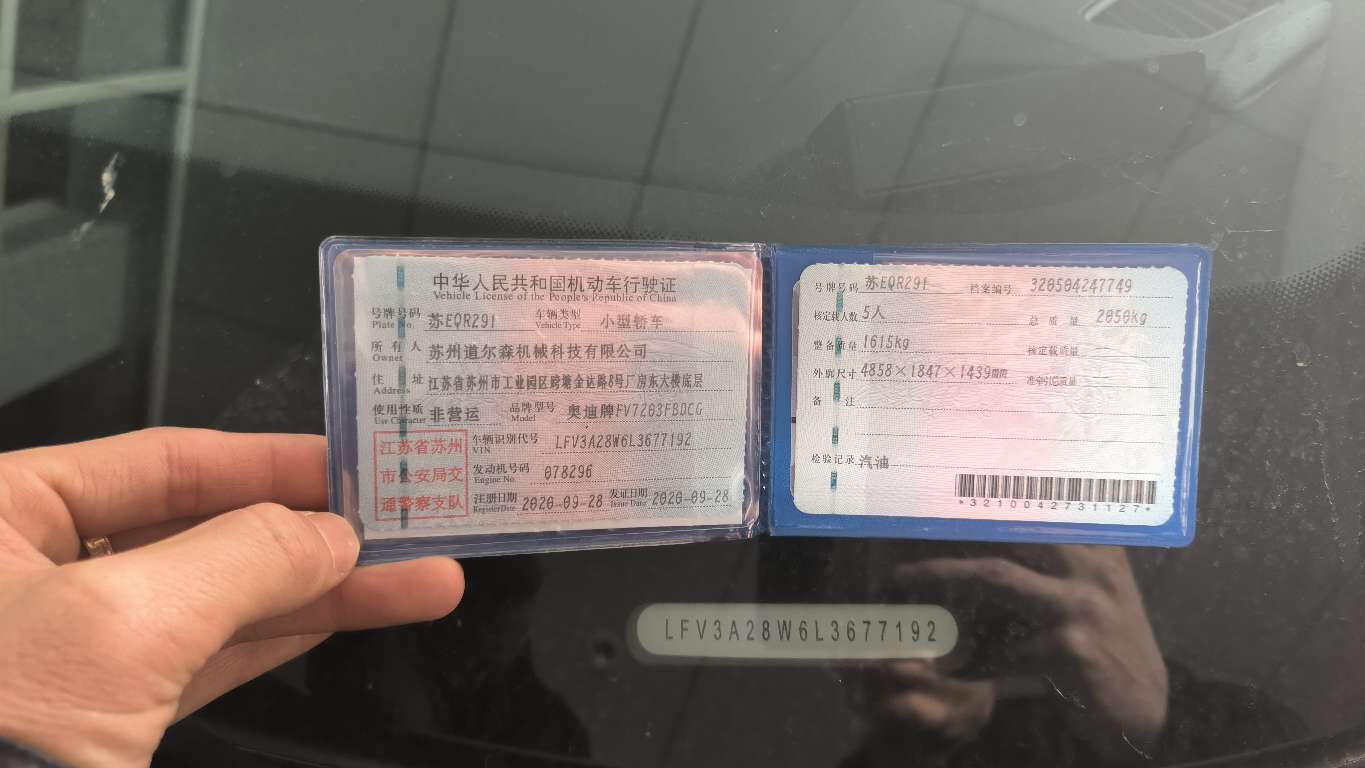 中华人民共和国机动车行驶证
Vehicle License of the People's Republic of China
号牌号码 苏EQR291 车辆类型 小型轿车
Plate No. Vehicle Type
所有人 苏州道尔森机械科技有限公司
Owner
住址 江苏省苏州市工业园区跨塘金达路8号厂房东大楼底层
Address
使用性质 非营运 品牌型号 奥迪牌FV7203FBDCG
Use Character Model
江苏省苏州
市公安局交
通警察支队
车辆识别代号 LFV3A28W6L3677192
VIN
发动机号码 078296
Engine No.
注册日期 2020-09-28 发证日期 2020-09-28
Register Date Issue Date
号牌号码 苏EQR291 档案编号 320504247749
核定载人数 5人 总质量 2050kg
整备质量 1615kg 核定载质量
外廓尺寸 4858×1847×1439mm 准牵引总质量
备注
检验记录 汽油
*3210042731127*
LFV3A28W6L3677192